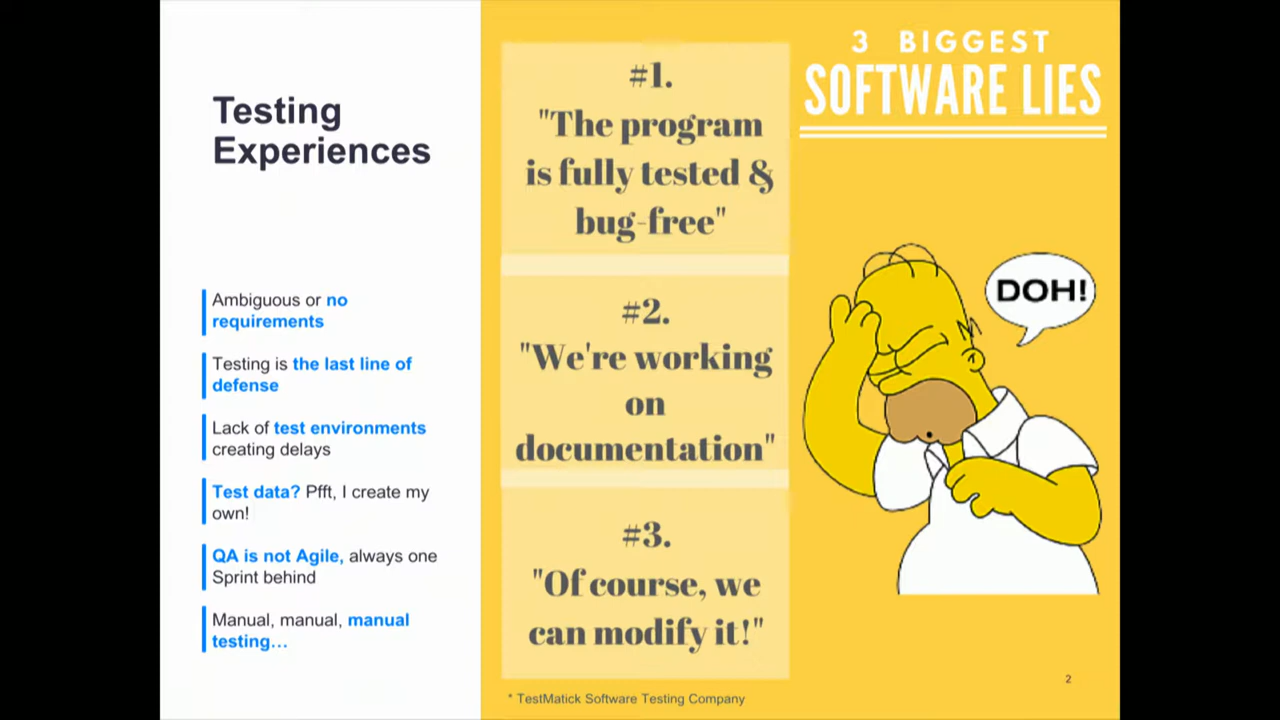 Testing
Experiences
Ambiguous or no
requirements
Testing is the last line of
defense
Lack of test environments
creating delays
Test data? Pfft, I create my
own!
QA is not Agile, always one
Sprint behind
Manual, manual, manual
testing…
#1.
"The program
is fully tested &
bug-free"
#2.
"We're working
on
documentation"
#3.
"Of course, we
can modify it!"
* TestMatick Software Testing Company
3 BIGGEST
SOFTWARE LIES
DOH!
2